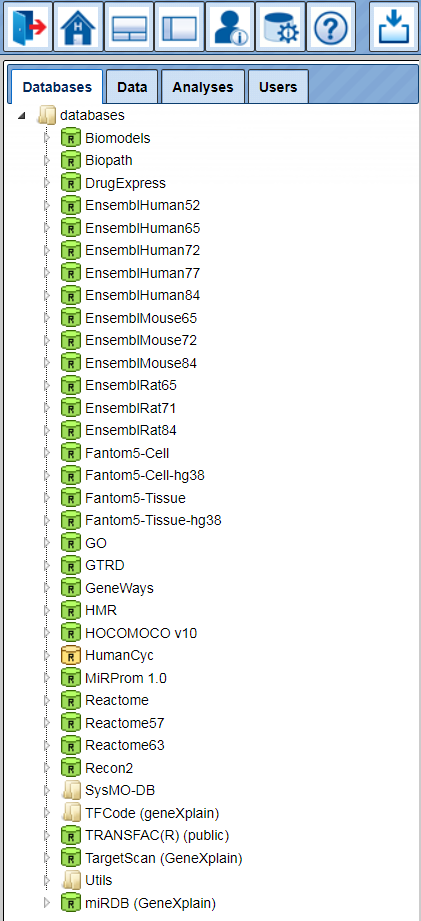 Databases Data Analyses Users
databases
Biomodels
Biopath
DrugExpress
EnsemblHuman52
EnsemblHuman65
EnsemblHuman72
EnsemblHuman77
EnsemblHuman84
EnsemblMouse65
EnsemblMouse72
EnsemblMouse84
EnsemblRat65
EnsemblRat71
EnsemblRat84
Fantom5-Cell
Fantom5-Cell-hg38
Fantom5-Tissue
Fantom5-Tissue-hg38
GO
GTRD
GeneWays
HMR
HOCOMOCO v10
HumanCyc
MiRProm 1.0
Reactome
Reactome57
Reactome63
Recon2
SysMO-DB
TFCode (geneXplain)
TRANSFAC(R) (public)
TargetScan (GeneXplain)
Utils
miRDB (GeneXplain)